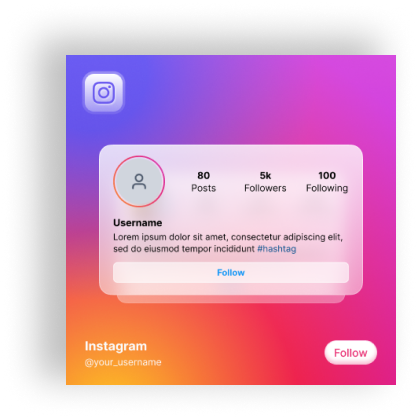 80 5k 100
Posts Followers Following
Username
Lorem ipsum dolor sit amet, consectetur adipiscing elit,
sed do eiusmod tempor incididunt #hashtag
Follow
Instagram
@your_username
Follow